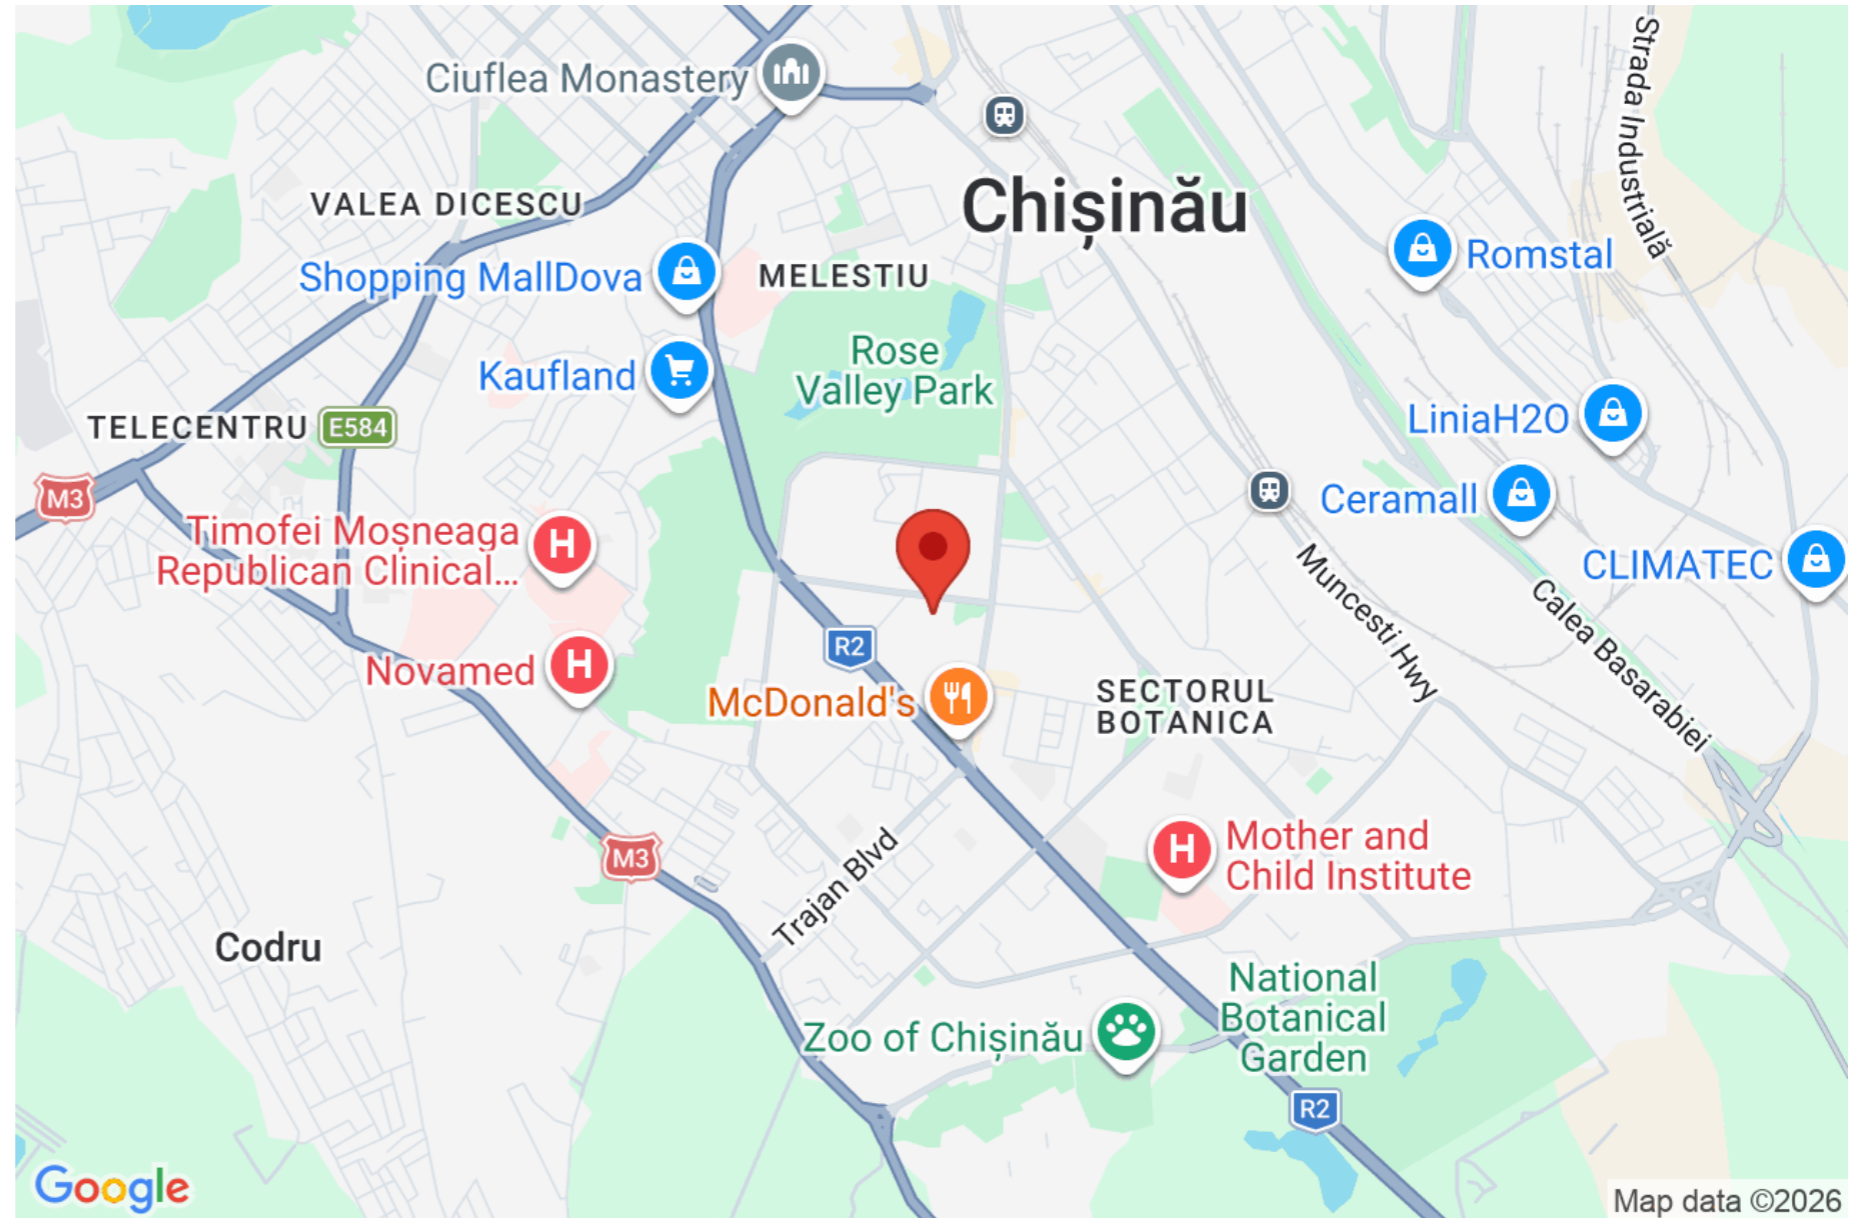 Strada Industrială
Ciuflea Monastery
Chișinău
VALEA DICESCU
Romstal
Shopping MallDova
MELESTIU
Rose
Valley Park
Kaufland
LiniaH2O
TELECENTRU
E584
M3
Ceramall
Timofei Moșneaga
Republican Clinical...
CLIMATEC
Muncesti Hwy
Calea Basarabiei
R2
Novamed
McDonald's
SECTORUL
BOTANICA
Mother and
Child Institute
M3
Trajan Blvd
Codru
National
Botanical
Garden
Zoo of Chișinău
R2
Google
Map data ©2026